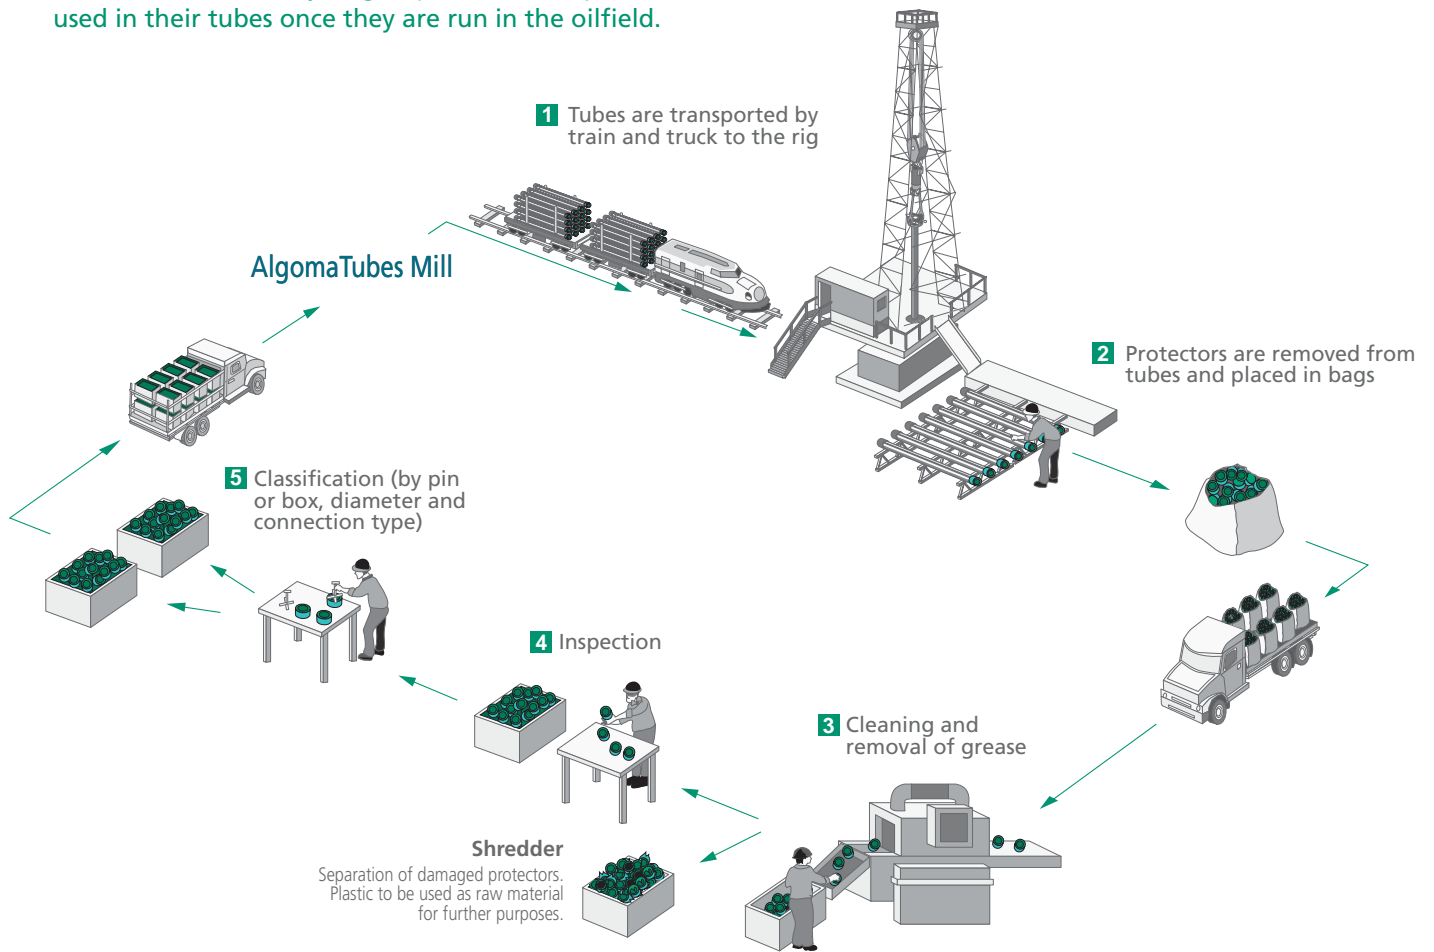 used in their tubes once they are run in the oilfield.
1 Tubes are transported by
train and truck to the rig
AlgomaTubes Mill
2 Protectors are removed from
tubes and placed in bags
5 Classification (by pin
or box, diameter and
connection type)
4 Inspection
3 Cleaning and
removal of grease
Shredder
Separation of damaged protectors.
Plastic to be used as raw material
for further purposes.